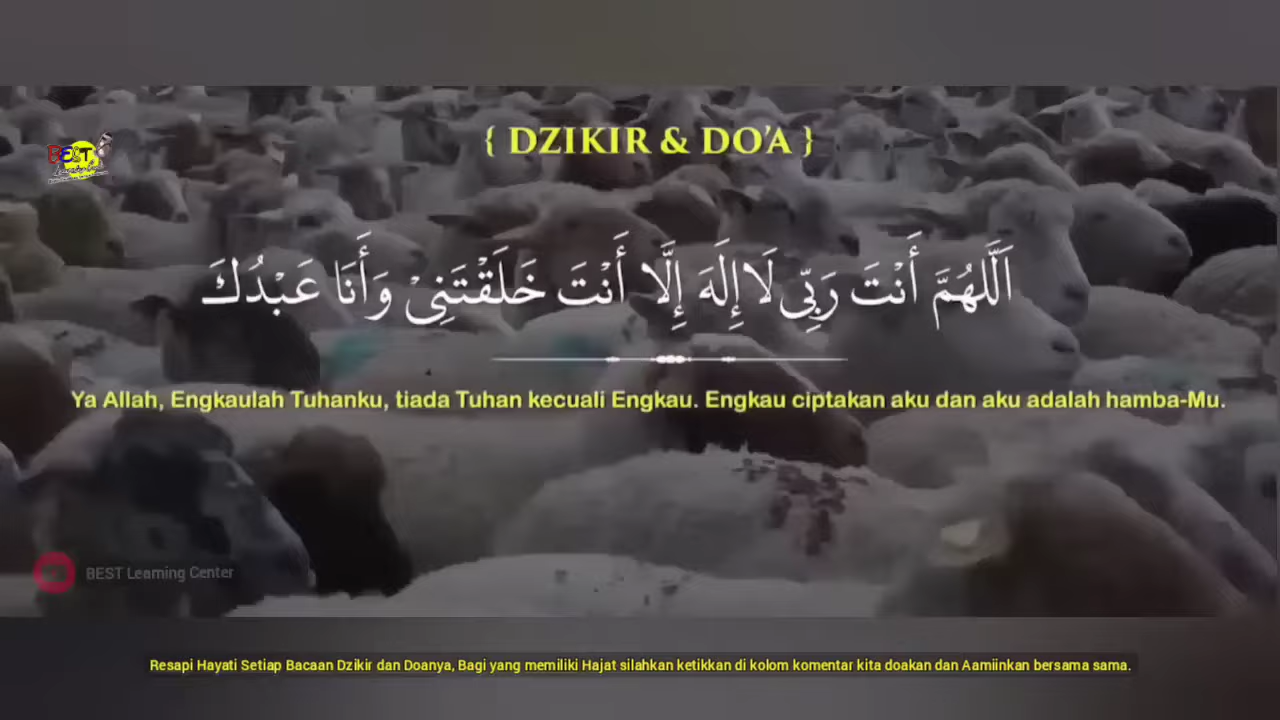 { DZIKIR & DO'A }
BEST
اَللَّهُمَّ أَنْتَ رَبِّى لَا إِلَهَ إِلَّا أَنْتَ خَلَقْتَنِيْ وَأَنَا عَبْدُكَ
Ya Allah, Engkaulah Tuhanku, tiada Tuhan kecuali Engkau. Engkau ciptakan aku dan aku adalah hamba-Mu.
BEST Learning Center
Resapi Hayati Setiap Bacaan Dzikir dan Doanya, Bagi yang memiliki Hajat silahkan ketikkan di kolom komentar kita doakan dan Aamiinkan bersama sama.